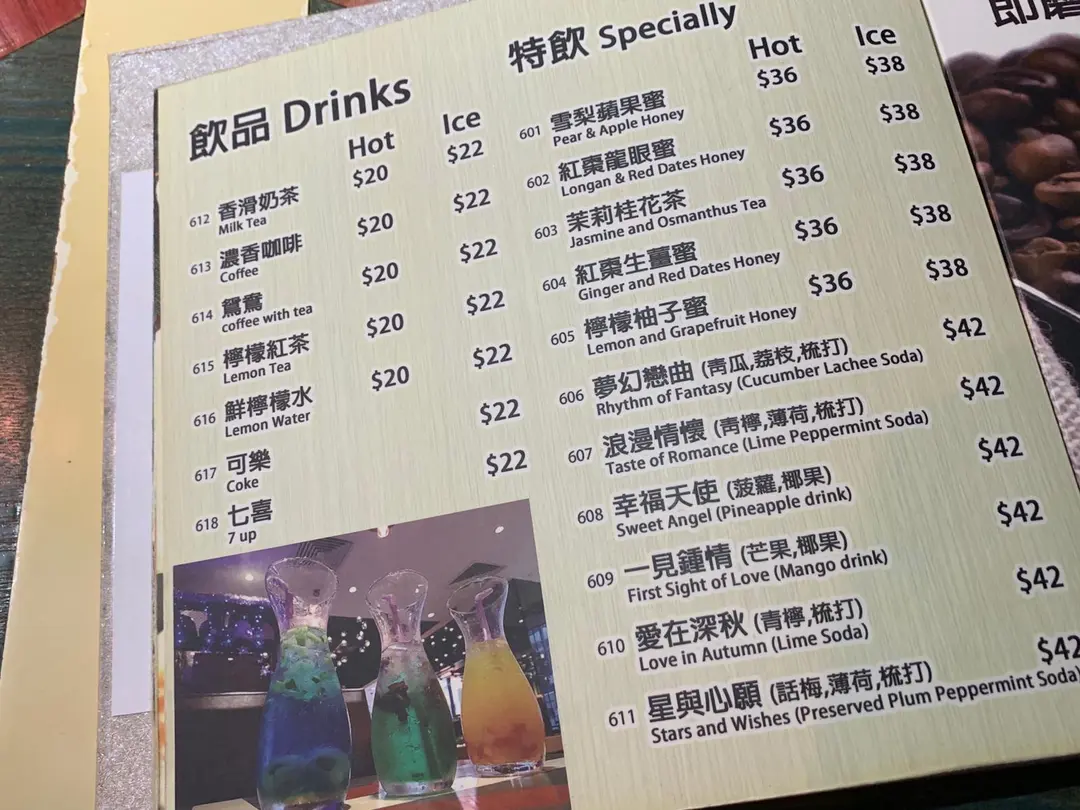 飲品 Drinks
Hot Ice
612 香滑奶茶 $20 $22
Milk Tea
613 濃香咖啡 $20 $22
Coffee
614 鴛鴦 $20 $22
coffee with tea
615 檸檬紅茶 $20 $22
Lemon Tea
616 鮮檸檬水 $20 $22
Lemon Water
617 可樂 $22
Coke
618 七喜 $22
7 up
特飲 Specially
Hot Ice
601 雪梨蘋果蜜 $36 $38
Pear & Apple Honey
602 紅棗龍眼蜜 $36 $38
Longan & Red Dates Honey
603 茉莉桂花茶 $36 $38
Jasmine and Osmanthus Tea
604 紅棗生薑蜜 $36 $38
Ginger and Red Dates Honey
605 檸檬柚子蜜 $36 $38
Lemon and Grapefruit Honey
606 夢幻戀曲 (青瓜,荔枝,梳打) $42
Rhythm of Fantasy (Cucumber Lachee Soda)
607 浪漫情懷 (青檸,薄荷,梳打) $42
Taste of Romance (Lime Peppermint Soda)
608 幸福天使 (菠蘿,椰果) $42
Sweet Angel (Pineapple drink)
609 一見鍾情 (芒果,椰果) $42
First Sight of Love (Mango drink)
610 愛在深秋 (青檸,梳打) $42
Love in Autumn (Lime Soda)
611 星與心願 (話梅,薄荷,梳打) $42
Stars and Wishes (Preserved Plum Peppermint Soda)
即磨